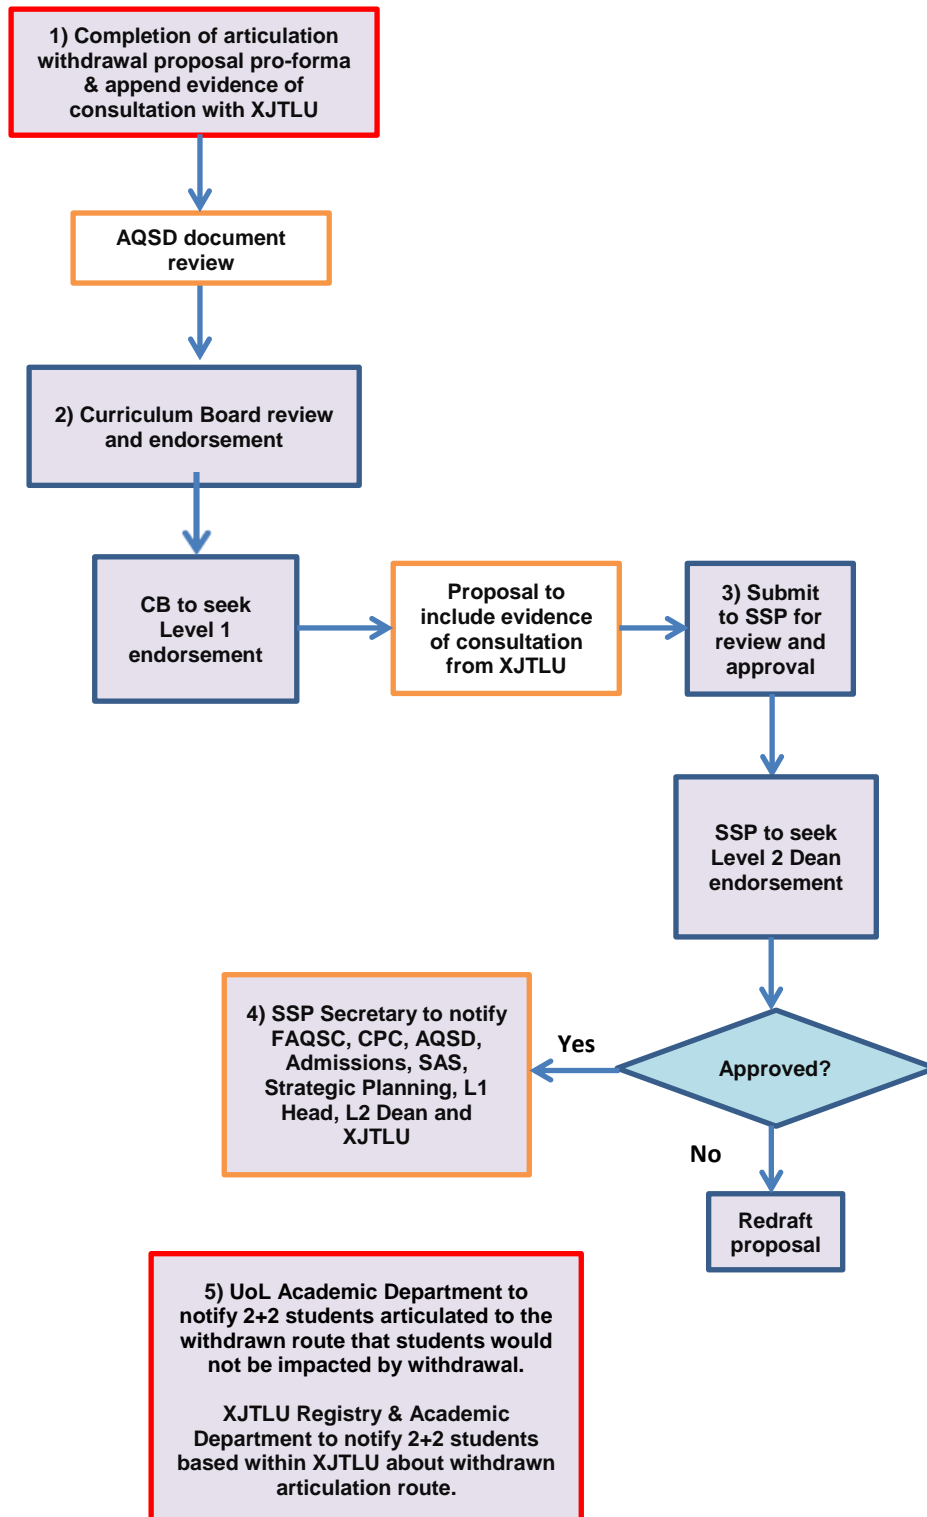 1) Completion of articulation
withdrawal proposal pro-forma
& append evidence of
consultation with XJTLU
AQSD document
review
2) Curriculum Board review
and endorsement
CB to seek
Level 1
endorsement
Proposal to
include evidence
of consultation
from XJTLU
3) Submit
to SSP for
review and
approval
SSP to seek
Level 2 Dean
endorsement
4) SSP Secretary to notify
FAQSC, CPC, AQSD,
Admissions, SAS,
Strategic Planning, L1
Head, L2 Dean and
XJTLU
Yes
Approved?
No
Redraft
proposal
5) UoL Academic Department to
notify 2+2 students articulated to the
withdrawn route that students would
not be impacted by withdrawal.
XJTLU Registry & Academic
Department to notify 2+2 students
based within XJTLU about withdrawn
articulation route.